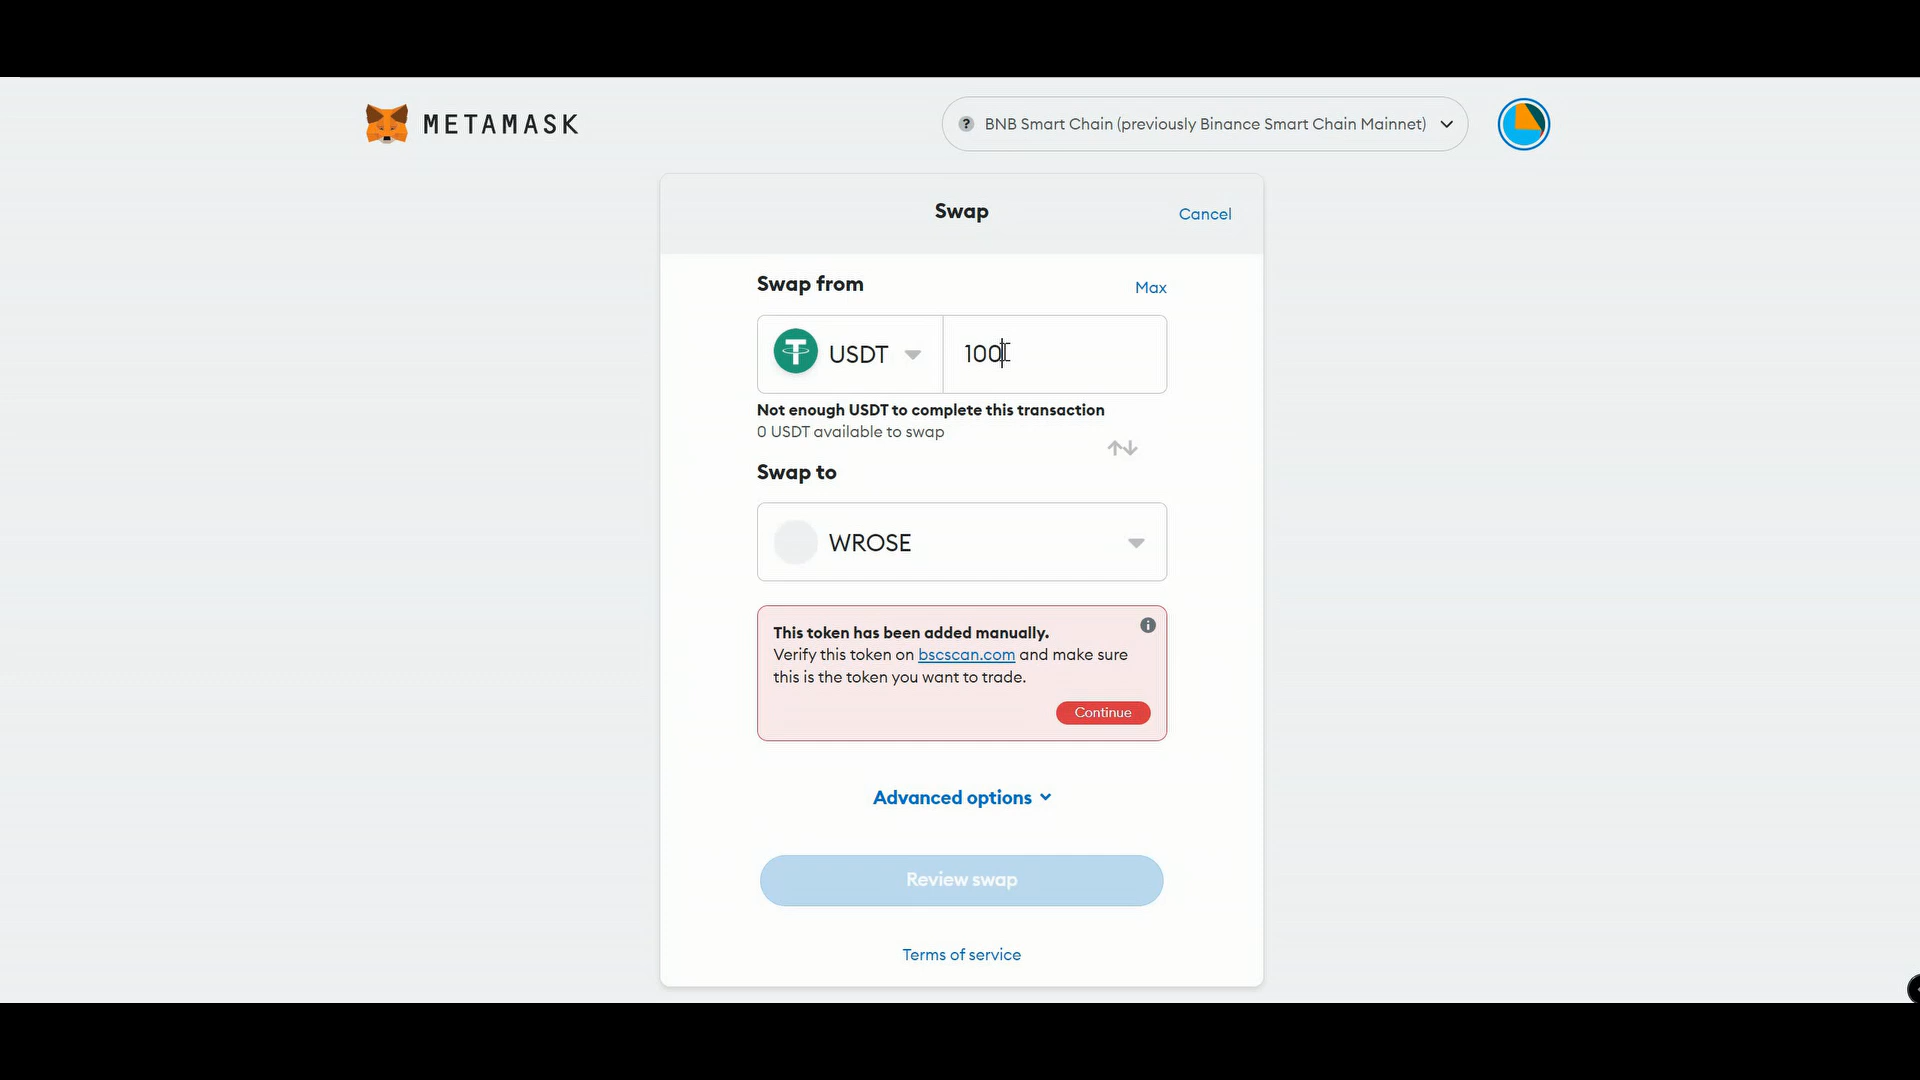 METAMASK
? BNB Smart Chain (previously Binance Smart Chain Mainnet)
Swap
Cancel
Swap from
Max
USDT
100
Not enough USDT to complete this transaction
0 USDT available to swap
Swap to
WROSE
This token has been added manually.
Verify this token on bscscan.com and make sure
this is the token you want to trade.
Continue
Advanced options
Review swap
Terms of service